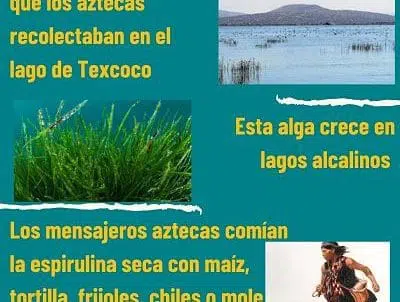 que los aztecas
recolectaban en el
lago de Texcoco
Esta alga crece en
lagos alcalinos
Los mensajeros aztecas comían
la espirulina seca con maíz,
tortilla, frijoles, chiles o mole